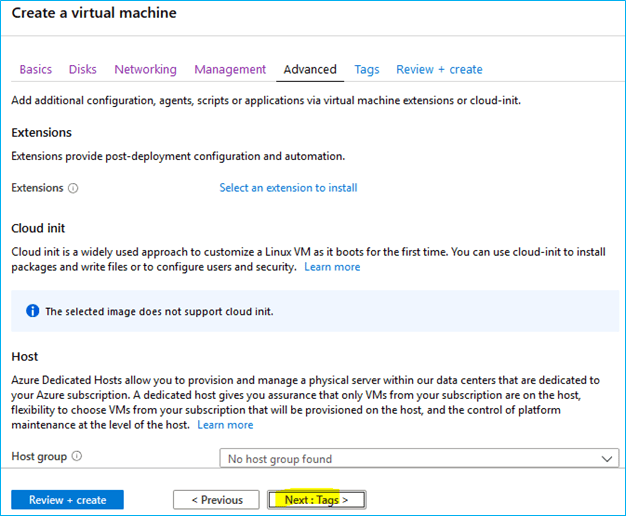 Create a virtual machine
Basics Disks Networking Management Advanced Tags Review + create
Add additional configuration, agents, scripts or applications via virtual machine extensions or cloud-init.
Extensions
Extensions provide post-deployment configuration and automation.
Extensions Select an extension to install
Cloud init
Cloud init is a widely used approach to customize a Linux VM as it boots for the first time. You can use cloud-init to install
packages and write files or to configure users and security. Learn more
The selected image does not support cloud init.
Host
Azure Dedicated Hosts allow you to provision and manage a physical server within our data centers that are dedicated to
your Azure subscription. A dedicated host gives you assurance that only VMs from your subscription are on the host,
flexibility to choose VMs from your subscription that will be provisioned on the host, and the control of platform
maintenance at the level of the host. Learn more
Host group No host group found
Review + create < Previous Next : Tags >